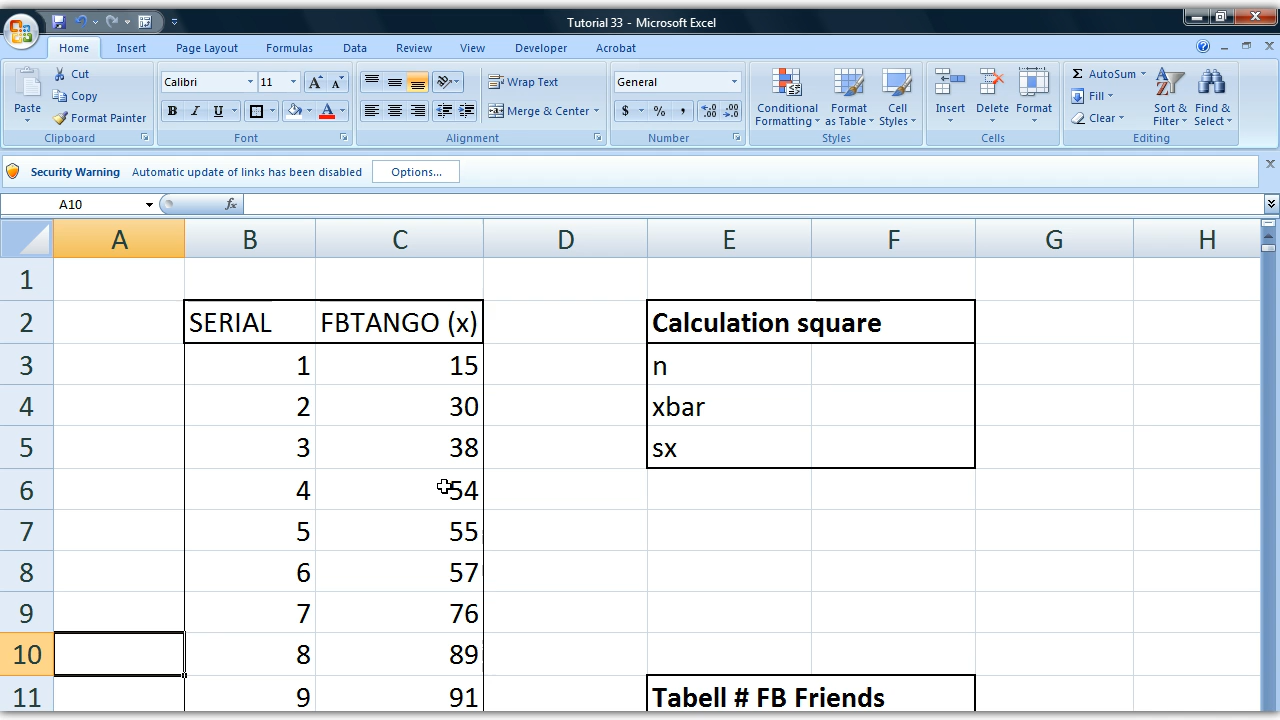 Tutorial 33 - Microsoft Excel
Home Insert Page Layout Formulas Data Review View Developer Acrobat
Paste
Cut
Copy
Format Painter
Clipboard
Calibri 11 A A
B I U A
Font
Wrap Text
Merge & Center
Alignment
General
$ % , .00
Number
Conditional Formatting
Format as Table
Cell Styles
Styles
Insert Delete Format
Cells
Σ AutoSum
Fill
Clear
Sort & Filter
Find & Select
Editing
Security Warning Automatic update of links has been disabled Options...
A10 fx
A B C D E F G H
1
2 SERIAL FBTANGO (x) Calculation square
3 1 15 n
4 2 30 xbar
5 3 38 sx
6 4 54
7 5 55
8 6 57
9 7 76
10 8 89
11 9 91 Tabell # FB Friends